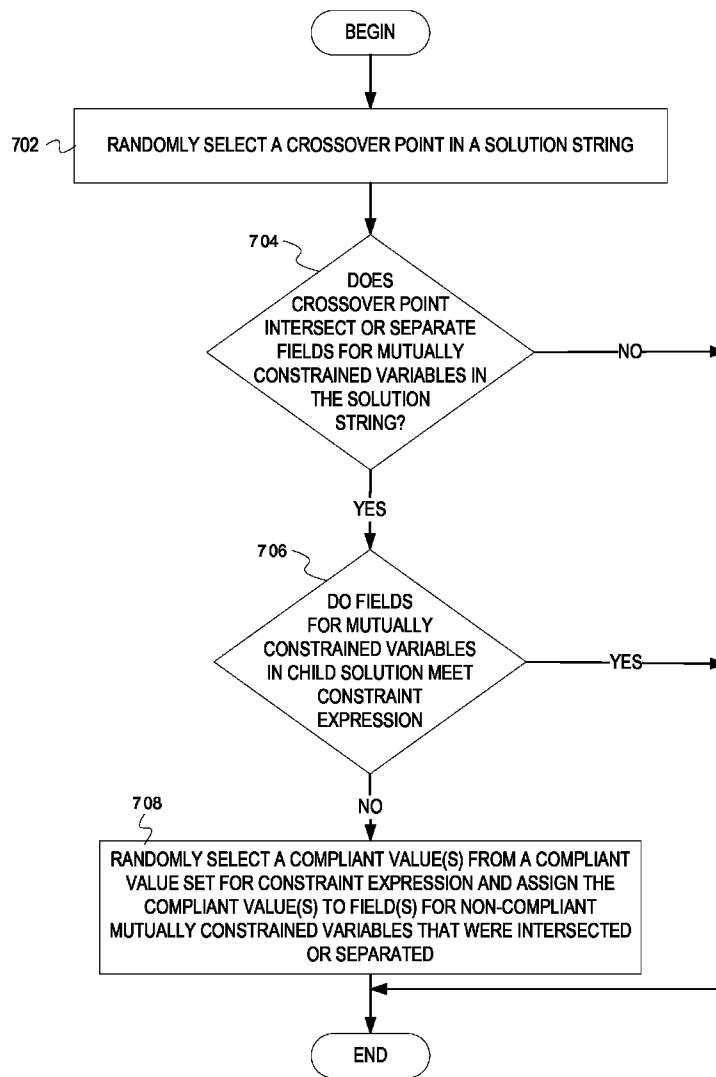 BEGIN
702
RANDOMLY SELECT A CROSSOVER POINT IN A SOLUTION STRING
704
DOES
CROSSOVER POINT
INTERSECT OR SEPARATE
FIELDS FOR MUTUALLY
CONSTRAINED VARIABLES IN
THE SOLUTION
STRING?
NO
YES
706
DO FIELDS
FOR MUTUALLY
CONSTRAINED VARIABLES
IN CHILD SOLUTION MEET
CONSTRAINT
EXPRESSION
YES
NO
708
RANDOMLY SELECT A COMPLIANT VALUE(S) FROM A COMPLIANT
VALUE SET FOR CONSTRAINT EXPRESSION AND ASSIGN THE
COMPLIANT VALUE(S) TO FIELD(S) FOR NON-COMPLIANT
MUTUALLY CONSTRAINED VARIABLES THAT WERE INTERSECTED
OR SEPARATED
END